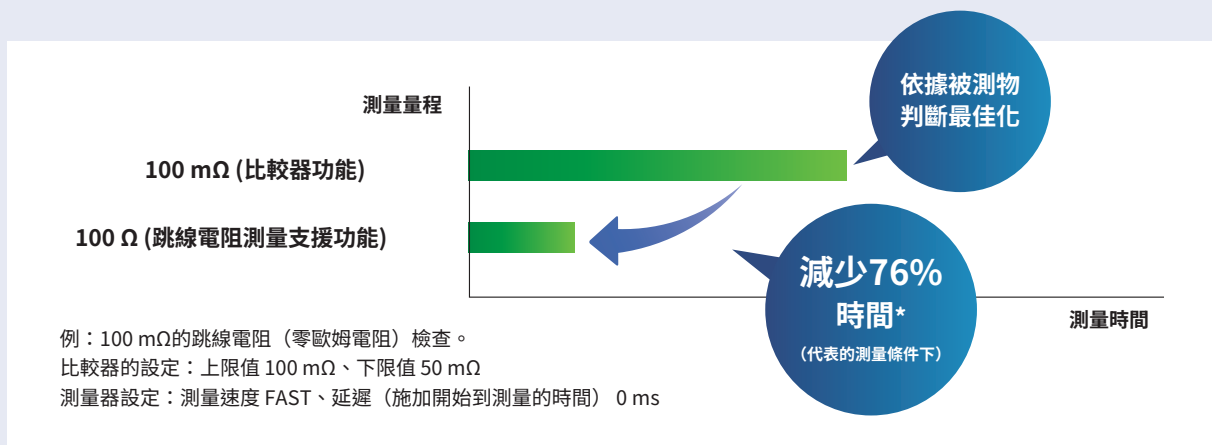 依據被測物
判斷最佳化
測量量程
100 mΩ (比較器功能)
100 Ω (跳線電阻測量支援功能)
減少76%
時間*
(代表的測量條件下)
測量時間
例：100 mΩ的跳線電阻（零歐姆電阻）檢查。
比較器的設定：上限值 100 mΩ、下限值 50 mΩ
測量器設定：測量速度 FAST、延遲（施加開始到測量的時間） 0 ms